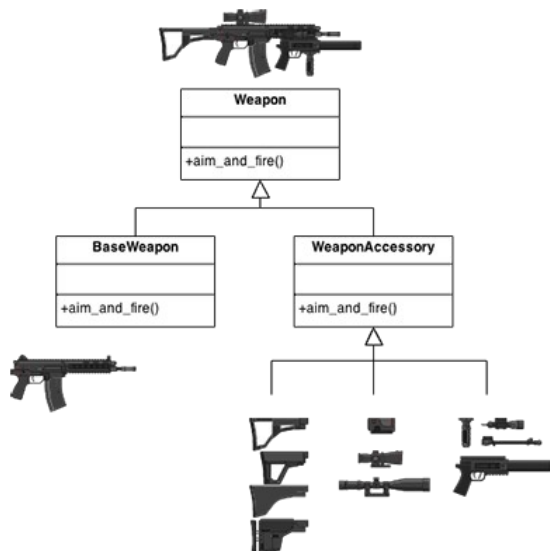 Weapon
+aim_and_fire()
BaseWeapon
+aim_and_fire()
WeaponAccessory
+aim_and_fire()